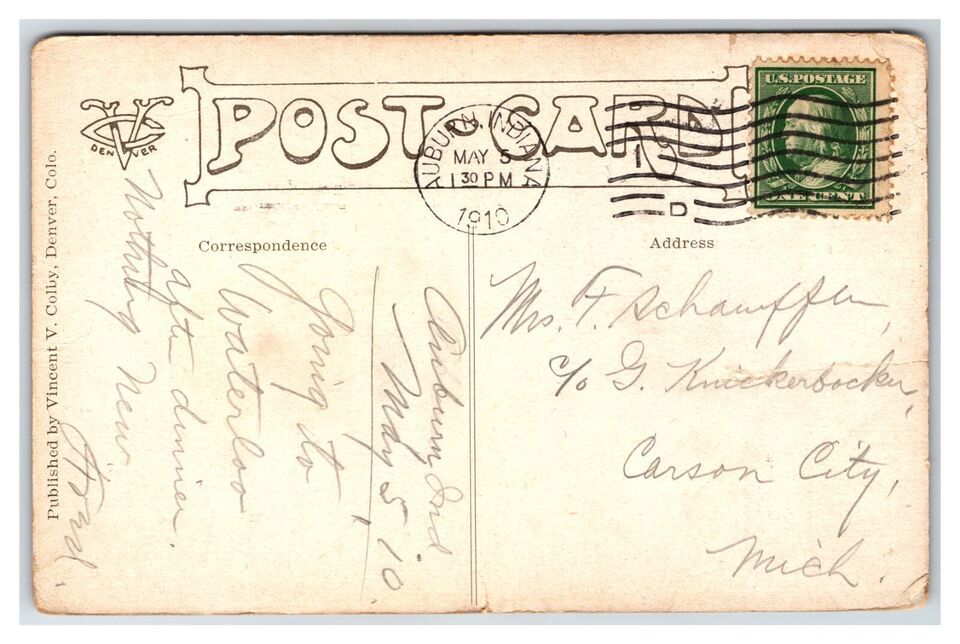 POST CARD
DENVER
AUBURN, INDIANA
MAY 5
1 30 PM
1910
D
U.S. POSTAGE
ONE CENT
Published by Vincent V. Colby, Denver, Colo.
Correspondence
Address
Auburn Ind
May 5 '10.
Going to
Waterloo
after dinner.
Nothing New
Mrs. F. Schauffler,
c/o G. Knickerbocker,
Carson City,
Mich.